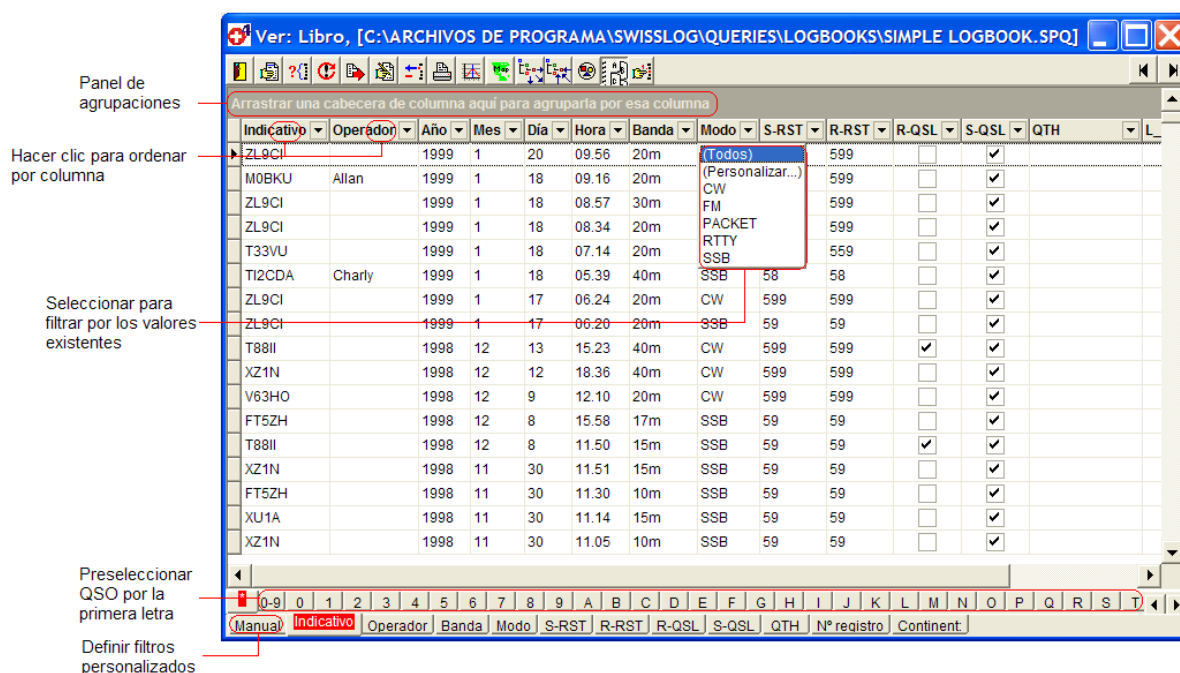 Ver: Libro, [C:\ARCHIVOS DE PROGRAMA\SWISSLOG\QUERIES\LOGBOOKS\SIMPLE LOGBOOK.SPQ]
Panel de
agrupaciones
Arrastrar una cabecera de columna aquí para agruparla por esa columna
Indicativo Operador Año Mes Día Hora Banda Modo S-RST R-RST R-QSL S-QSL QTH L_
Hacer clic para ordenar
por columna
ZL9CI 1999 1 20 09.56 20m 599
M0BKU Allan 1999 1 18 09.16 20m 599
ZL9CI 1999 1 18 08.57 30m 599
ZL9CI 1999 1 18 08.34 20m 599
T33VU 1999 1 18 07.14 20m 559
(Todos)
(Personalizar...)
CW
FM
PACKET
RTTY
SSB
TI2CDA Charly 1999 1 18 05.39 40m SSB 58 58
ZL9CI 1999 1 17 06.24 20m CW 599 599
ZL9CI 1999 1 17 06.20 20m SSB 59 59
Seleccionar para
filtrar por los valores
existentes
T88II 1998 12 13 15.23 40m CW 599 599
XZ1N 1998 12 12 18.36 40m CW 599 599
V63HO 1998 12 9 12.10 20m CW 599 599
FT5ZH 1998 12 8 15.58 17m SSB 59 59
T88II 1998 12 8 11.50 15m SSB 59 59
XZ1N 1998 11 30 11.51 15m SSB 59 59
FT5ZH 1998 11 30 11.30 10m SSB 59 59
XU1A 1998 11 30 11.14 15m SSB 59 59
XZ1N 1998 11 30 11.05 10m SSB 59 59
Preseleccionar
QSO por la
primera letra
* 0-9 0 1 2 3 4 5 6 7 8 9 A B C D E F G H I J K L M N O P Q R S T
Manual Indicativo Operador Banda Modo S-RST R-RST R-QSL S-QSL QTH Nº registro Continent:
Definir filtros
personalizados